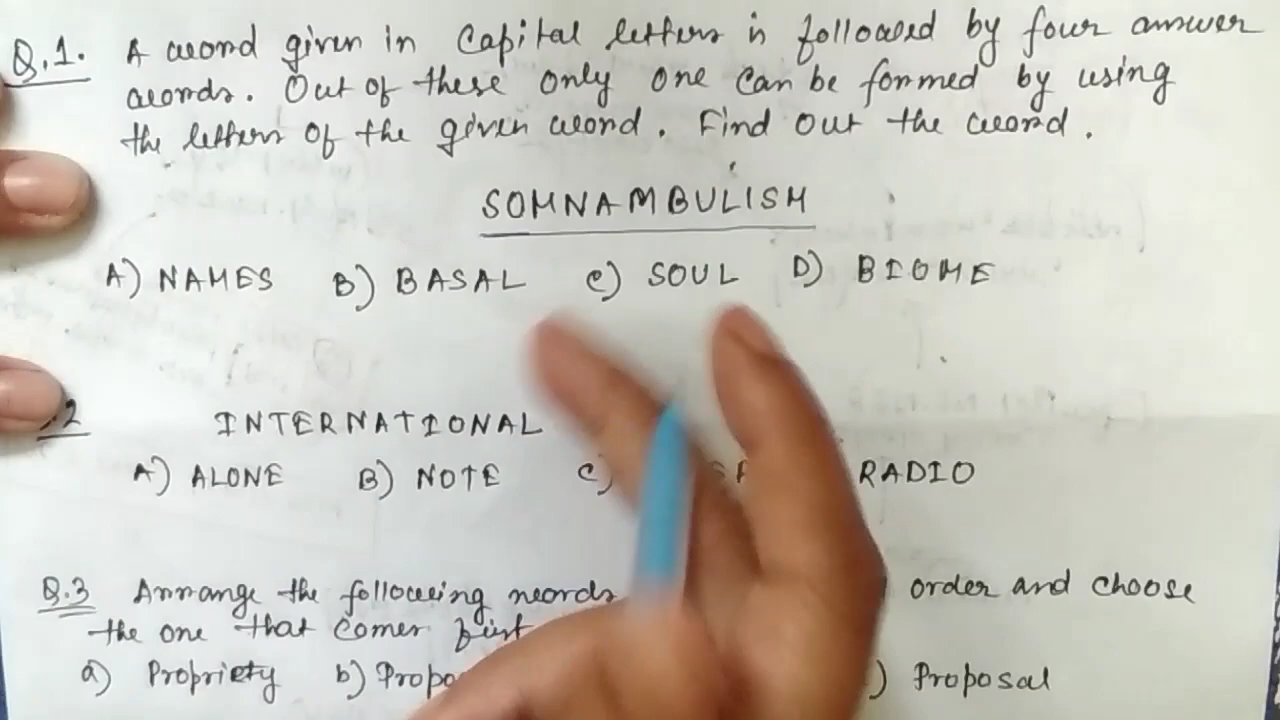 Q.1. A word given in Capital letters is followed by four answer
words. Out of these only one can be formed by using
the letters of the given word. Find out the word.
SOMNAMBULISM
A) NAMES B) BASAL C) SOUL D) BIOME
.2 INTERNATIONAL
A) ALONE B) NOTE C) RADIO
Q.3 Arrange the following words order and choose
the one that comes first
a) Propriety b) Propo ) Proposal